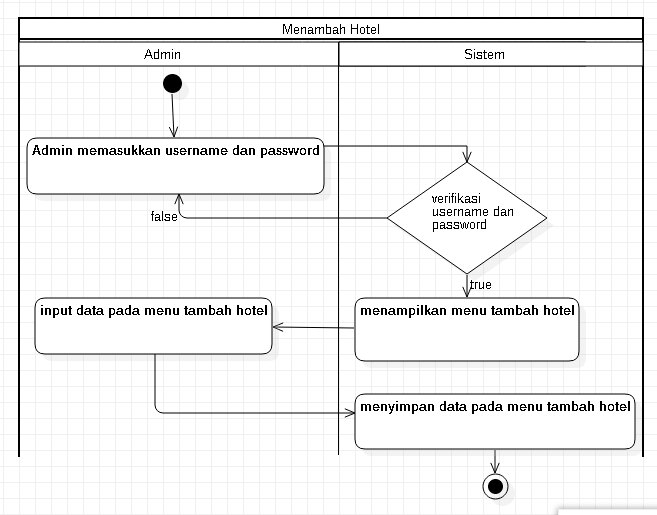 Menambah Hotel
Admin
Sistem
Admin memasukkan username dan password
verifikasi
username dan
password
false
true
input data pada menu tambah hotel
menampilkan menu tambah hotel
menyimpan data pada menu tambah hotel